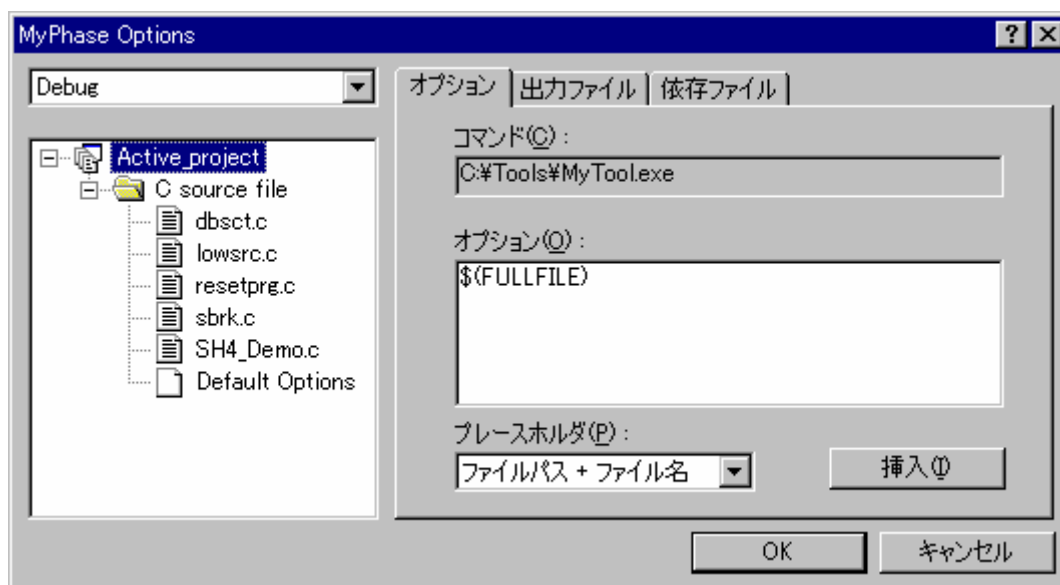 MyPhase Options
Debug
Active_project
C source file
dbsct.c
lowsrc.c
resetprg.c
sbrk.c
SH4_Demo.c
Default Options
オプション 出力ファイル 依存ファイル
コマンド(C) :
C:¥Tools¥MyTool.exe
オプション(O) :
$(FULLFILE)
プレースホルダ(P) :
ファイルパス + ファイル名
挿入(I)
OK
キャンセル